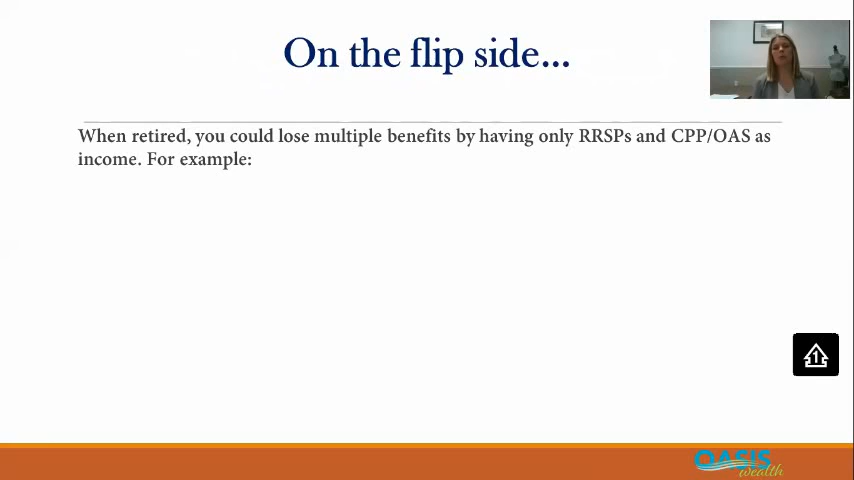 On the flip side...
When retired, you could lose multiple benefits by having only RRSPs and CPP/OAS as
income. For example:
1
OASIS
wealth